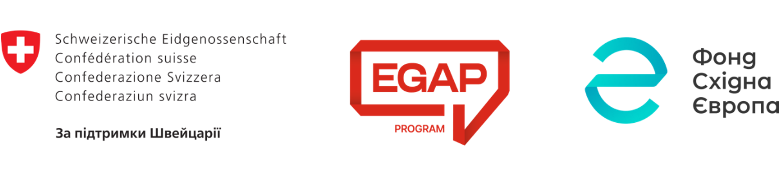 Schweizerische Eidgenossenschaft
Confédération suisse
Confederazione Svizzera
Confederaziun svizra
За підтримки Швейцарії
EGAP
PROGRAM
Фонд
Східна
Європа